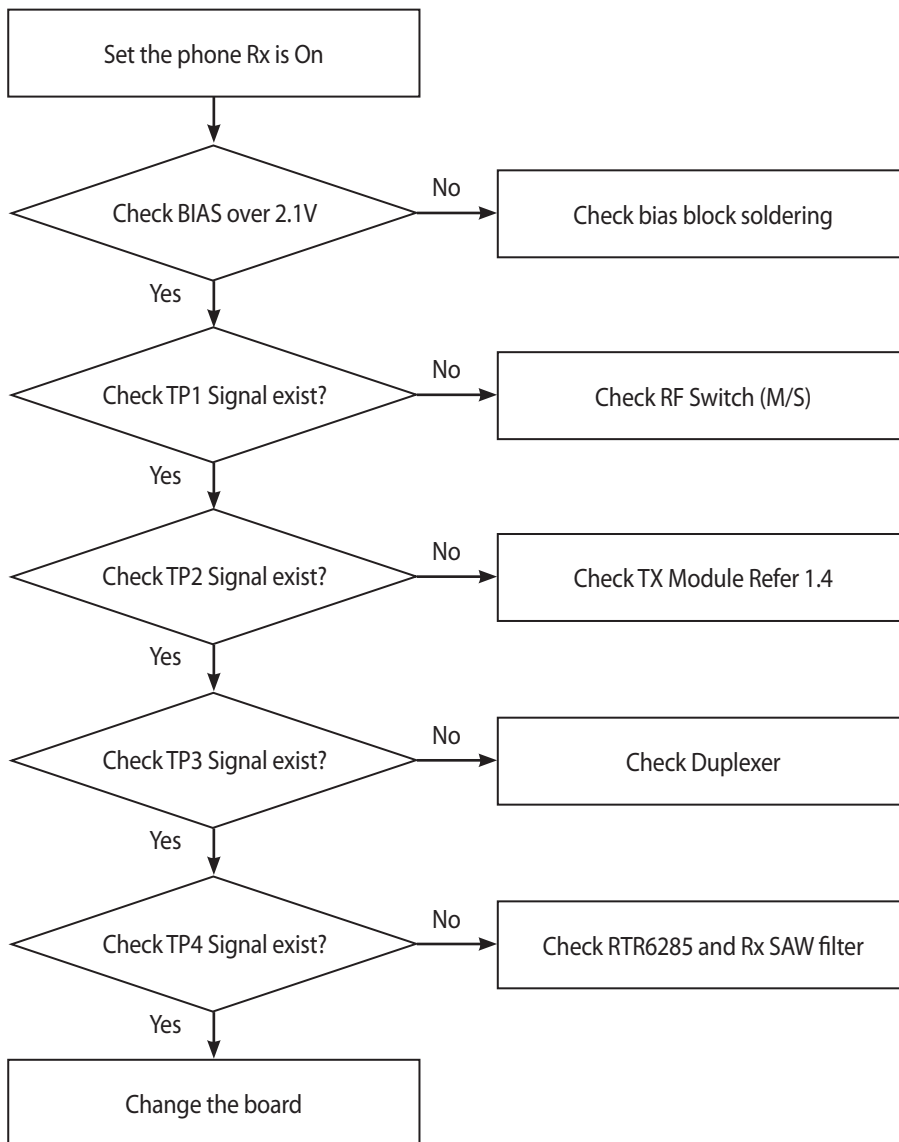 Set the phone Rx is On
Check BIAS over 2.1V
No
Check bias block soldering
Yes
Check TP1 Signal exist?
No
Check RF Switch (M/S)
Yes
Check TP2 Signal exist?
No
Check TX Module Refer 1.4
Yes
Check TP3 Signal exist?
No
Check Duplexer
Yes
Check TP4 Signal exist?
No
Check RTR6285 and Rx SAW filter
Yes
Change the board